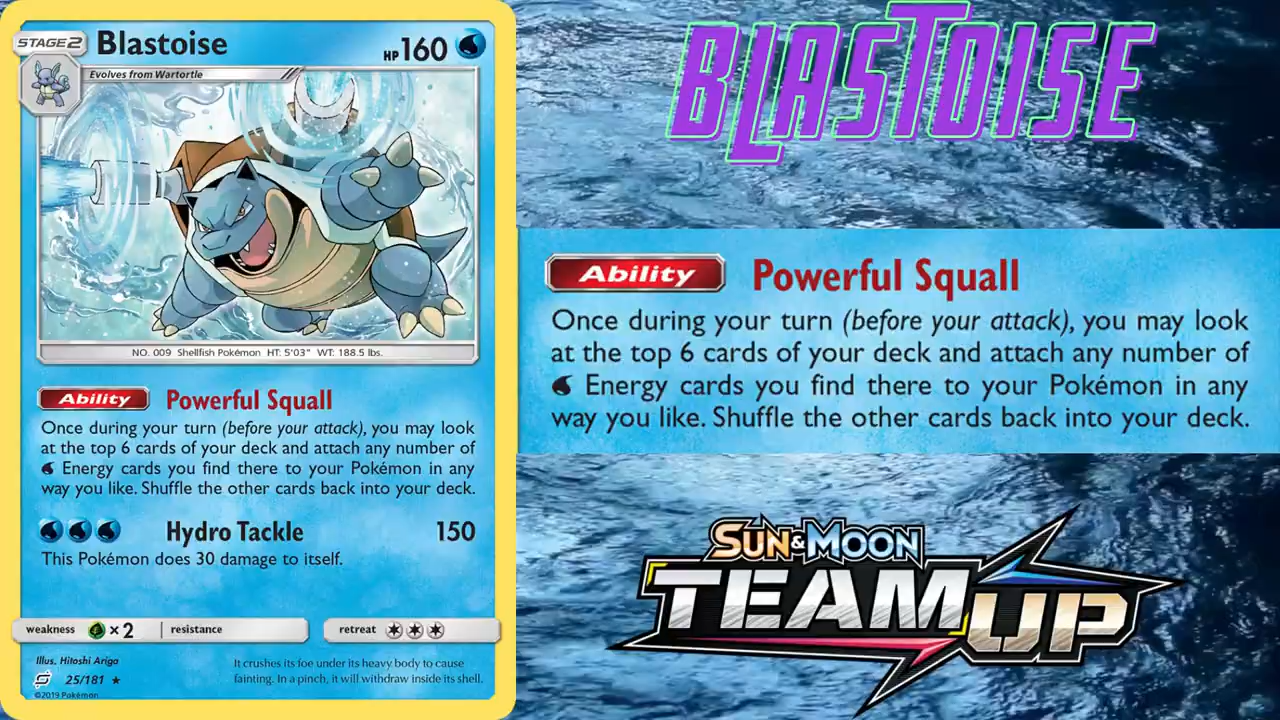 STAGE 2 Blastoise HP 160
Evolves from Wartortle
NO. 009 Shellfish Pokémon HT: 5'03" WT: 188.5 lbs.
Ability Powerful Squall
Once during your turn (before your attack), you may look
at the top 6 cards of your deck and attach any number of
Energy cards you find there to your Pokémon in any
way you like. Shuffle the other cards back into your deck.
Hydro Tackle 150
This Pokémon does 30 damage to itself.
weakness ×2 resistance retreat
Illus. Hitoshi Ariga
25/181 ★
©2019 Pokémon
It crushes its foe under its heavy body to cause
fainting. In a pinch, it will withdraw inside its shell.
BLASTOISE
Ability Powerful Squall
Once during your turn (before your attack), you may look
at the top 6 cards of your deck and attach any number of
Energy cards you find there to your Pokémon in any
way you like. Shuffle the other cards back into your deck.
SUN & MOON
TEAM UP